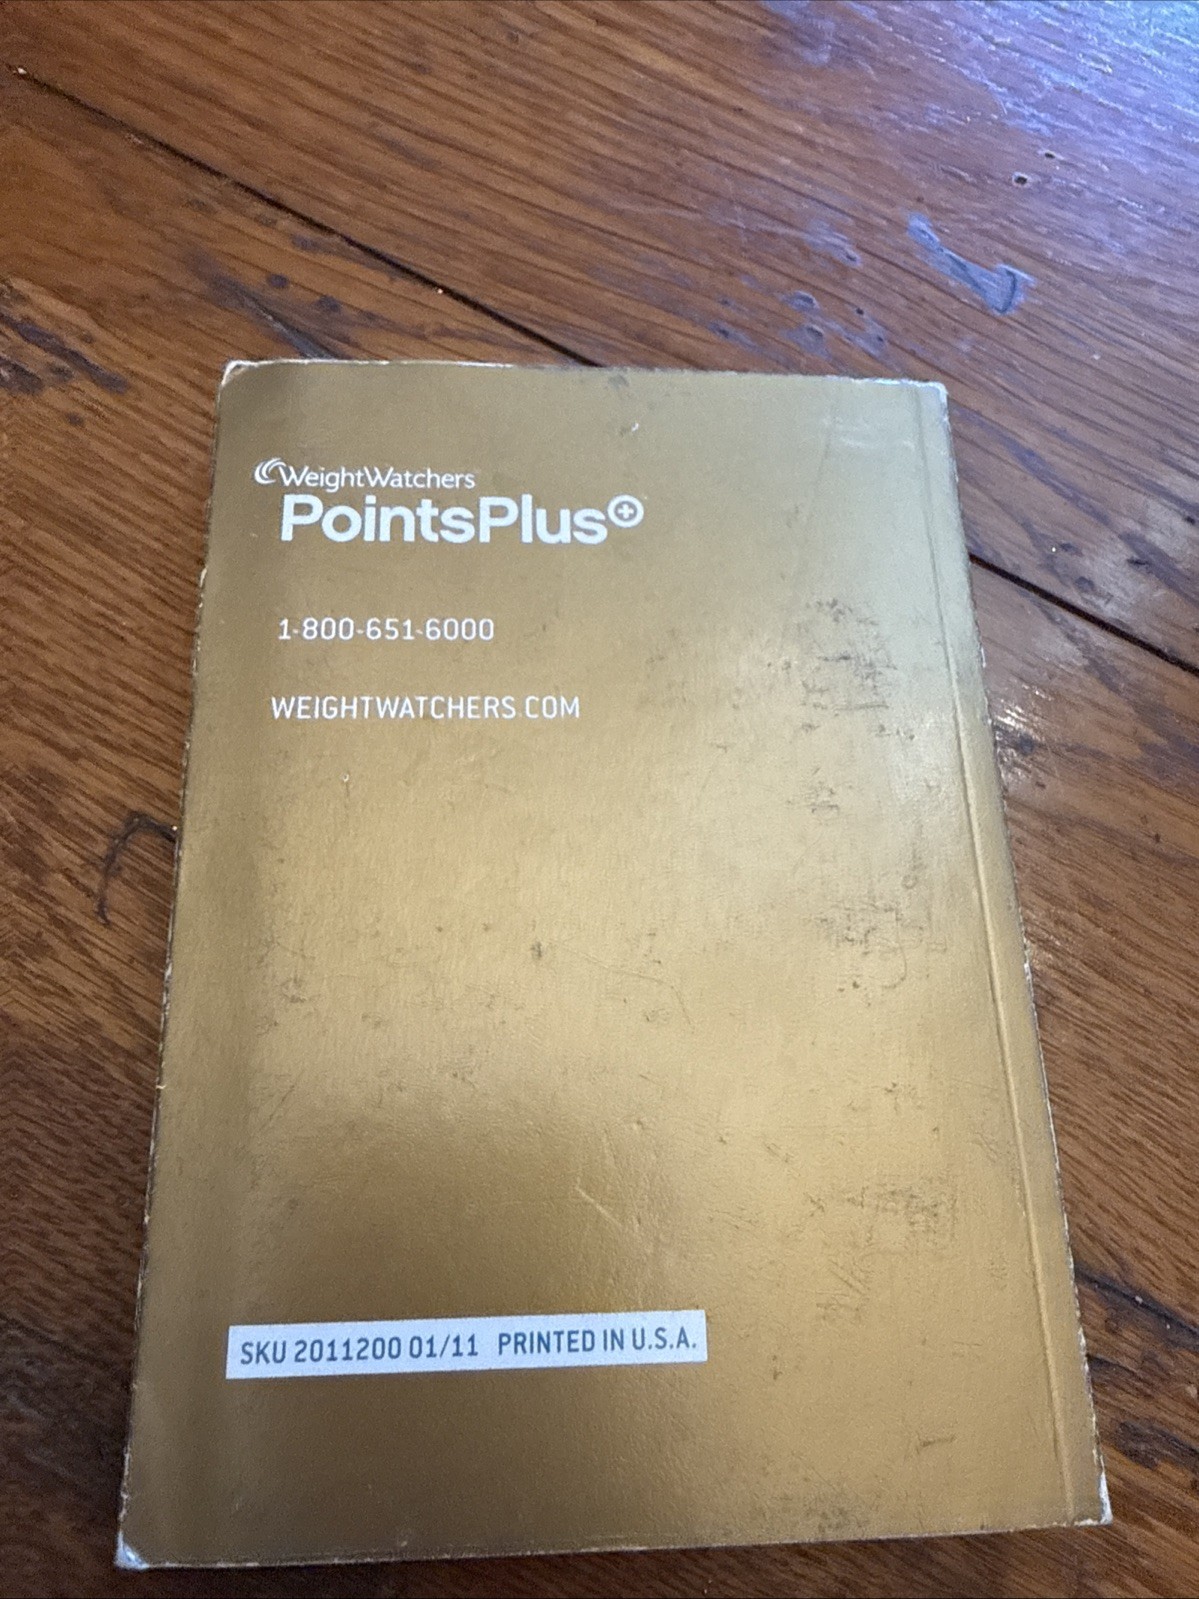 WeightWatchers
PointsPlus+
1-800-651-6000
WEIGHTWATCHERS.COM
SKU 2011200 01/11 PRINTED IN U.S.A.